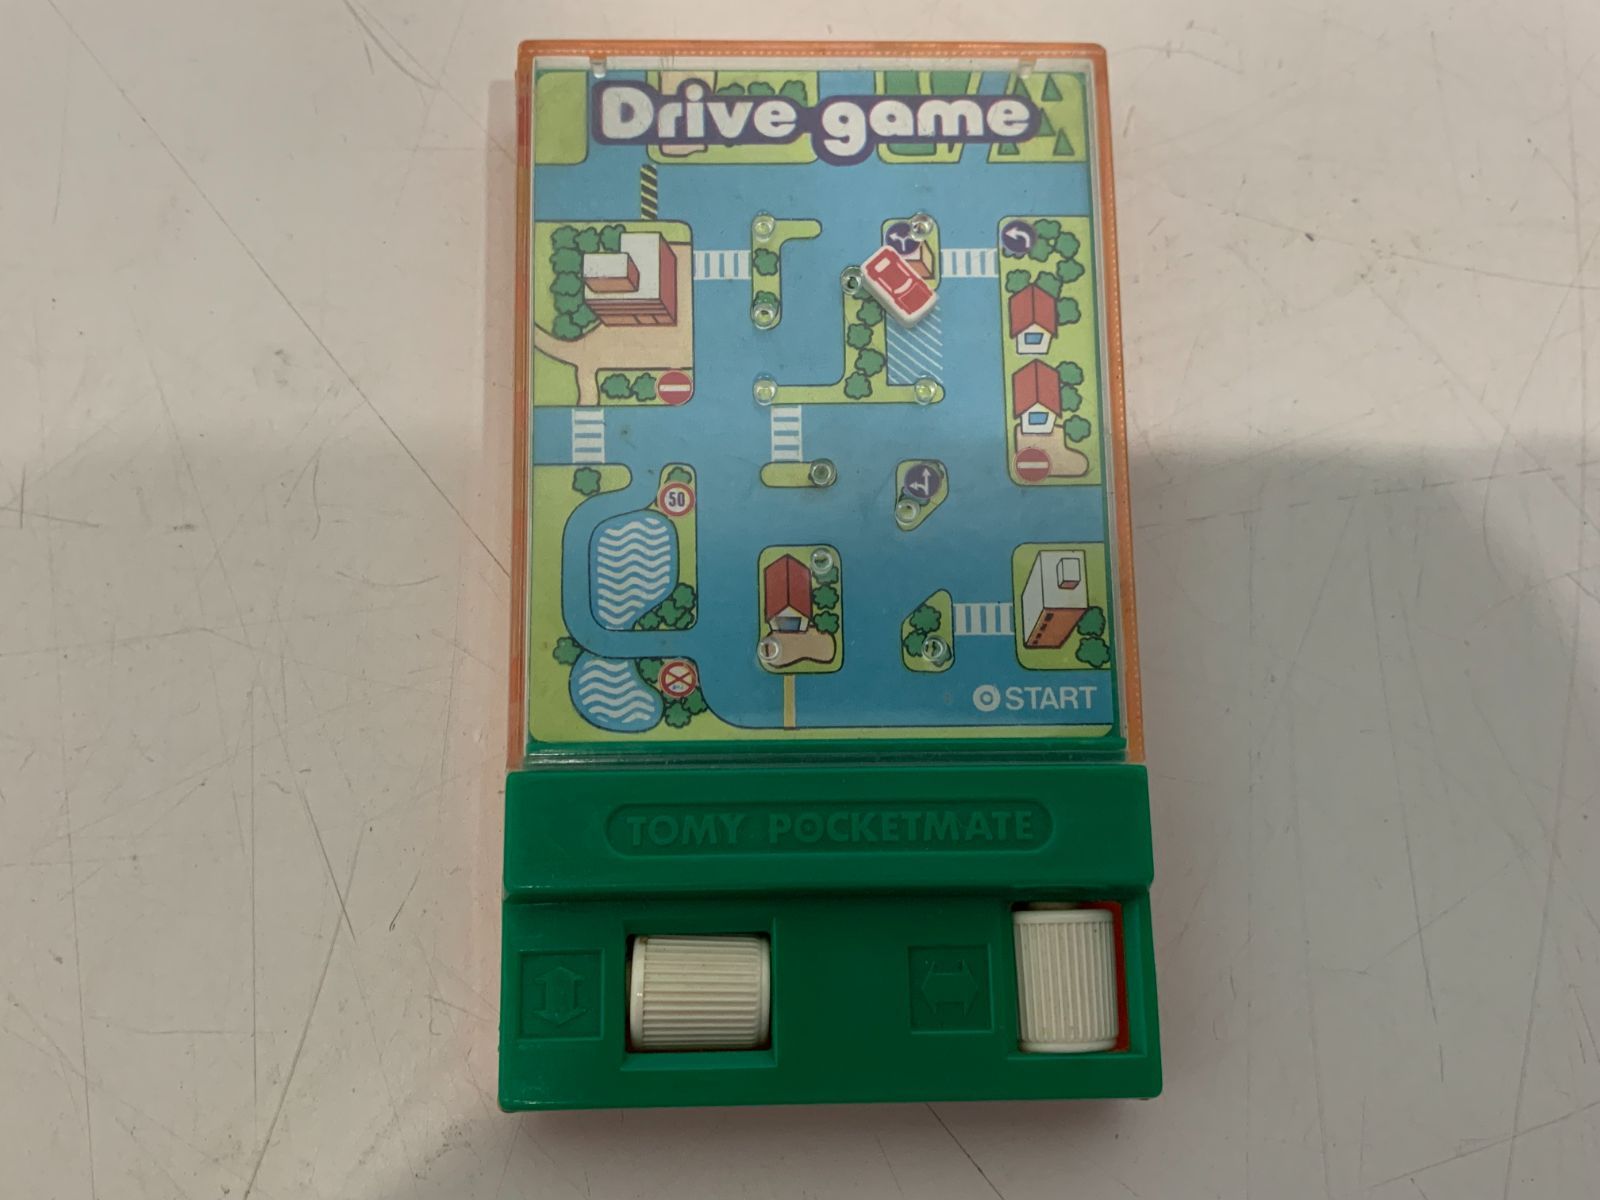 Drive game
50
START
TOMY POCKETMATE